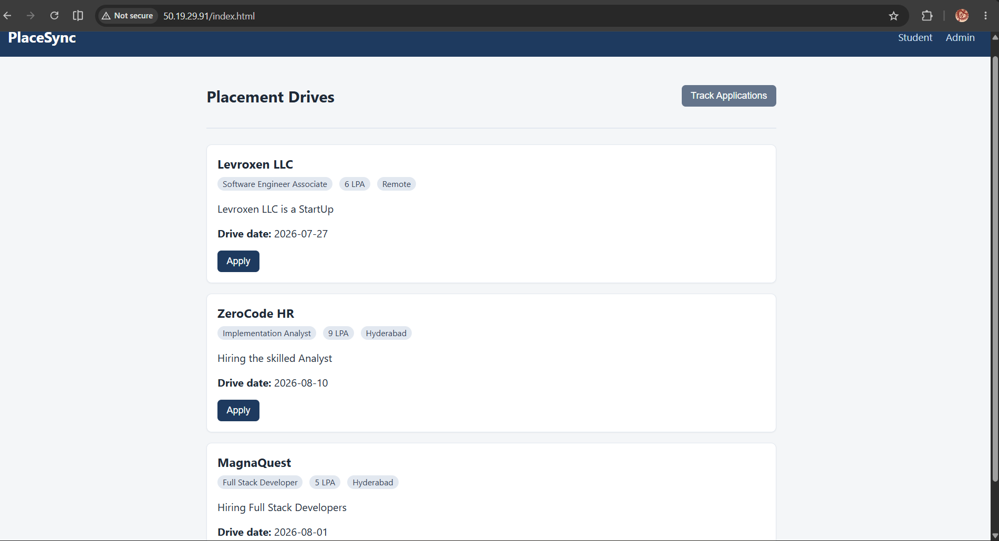 Not secure 50.19.29.91/index.html
PlaceSync Student Admin
Placement Drives Track Applications
Levroxen LLC
Software Engineer Associate 6 LPA Remote
Levroxen LLC is a StartUp
Drive date: 2026-07-27
Apply
ZeroCode HR
Implementation Analyst 9 LPA Hyderabad
Hiring the skilled Analyst
Drive date: 2026-08-10
Apply
MagnaQuest
Full Stack Developer 5 LPA Hyderabad
Hiring Full Stack Developers
Drive date: 2026-08-01